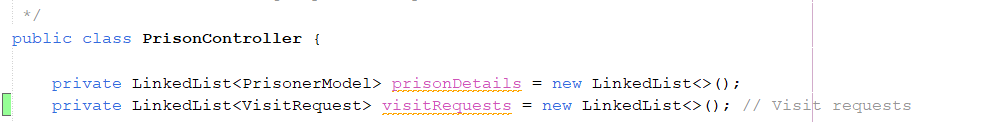 */
public class PrisonController {
private LinkedList<PrisonerModel> prisonDetails = new LinkedList<>();
private LinkedList<VisitRequest> visitRequests = new LinkedList<>(); // Visit requests